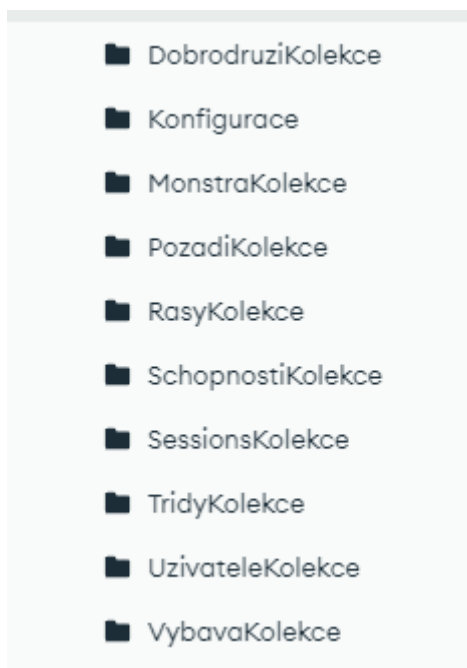 DobrodruziKolekce
Konfigurace
MonstraKolekce
PozadiKolekce
RasyKolekce
SchopnostiKolekce
SessionsKolekce
TridyKolekce
UzivateleKolekce
VybavaKolekce